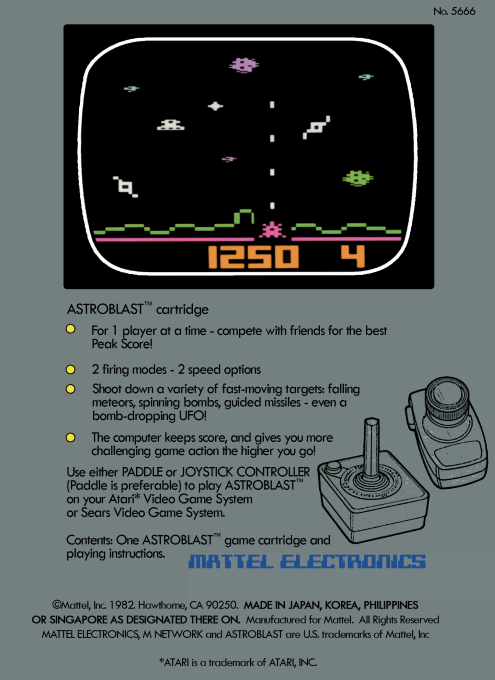 No. 5666
1250 4
ASTROBLAST™ cartridge
For 1 player at a time - compete with friends for the best
Peak Score!
2 firing modes - 2 speed options
Shoot down a variety of fast-moving targets: falling
meteors, spinning bombs, guided missiles - even a
bomb-dropping UFO!
The computer keeps score, and gives you more
challenging game action the higher you go!
Use either PADDLE or JOYSTICK CONTROLLER
(Paddle is preferable) to play ASTROBLAST™
on your Atari* Video Game System
or Sears Video Game System.
Contents: One ASTROBLAST™ game cartridge and
playing instructions.
MATTEL ELECTRONICS
©Mattel, Inc. 1982. Hawthorne, CA 90250. MADE IN JAPAN, KOREA, PHILIPPINES
OR SINGAPORE AS DESIGNATED THERE ON. Manufactured for Mattel. All Rights Reserved
MATTEL ELECTRONICS, M NETWORK and ASTROBLAST are U.S. trademarks of Mattel, Inc
*ATARI is a trademark of ATARI, INC.